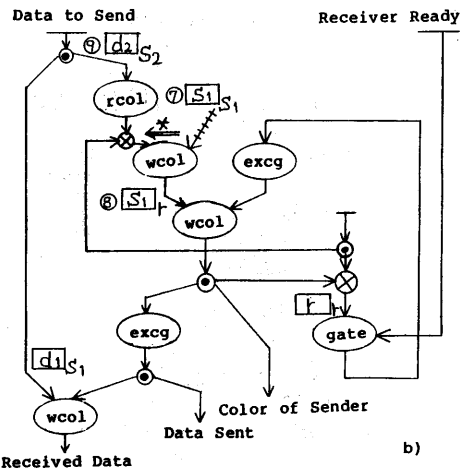 Data to Send
Receiver Ready
⑨ d2 S2
rcol
⑦ S1 S1
*
wcol
excg
⑧ S1 r
wcol
excg
r r
gate
d1 S1
wcol
Color of Sender
Data Sent
Received Data
b)